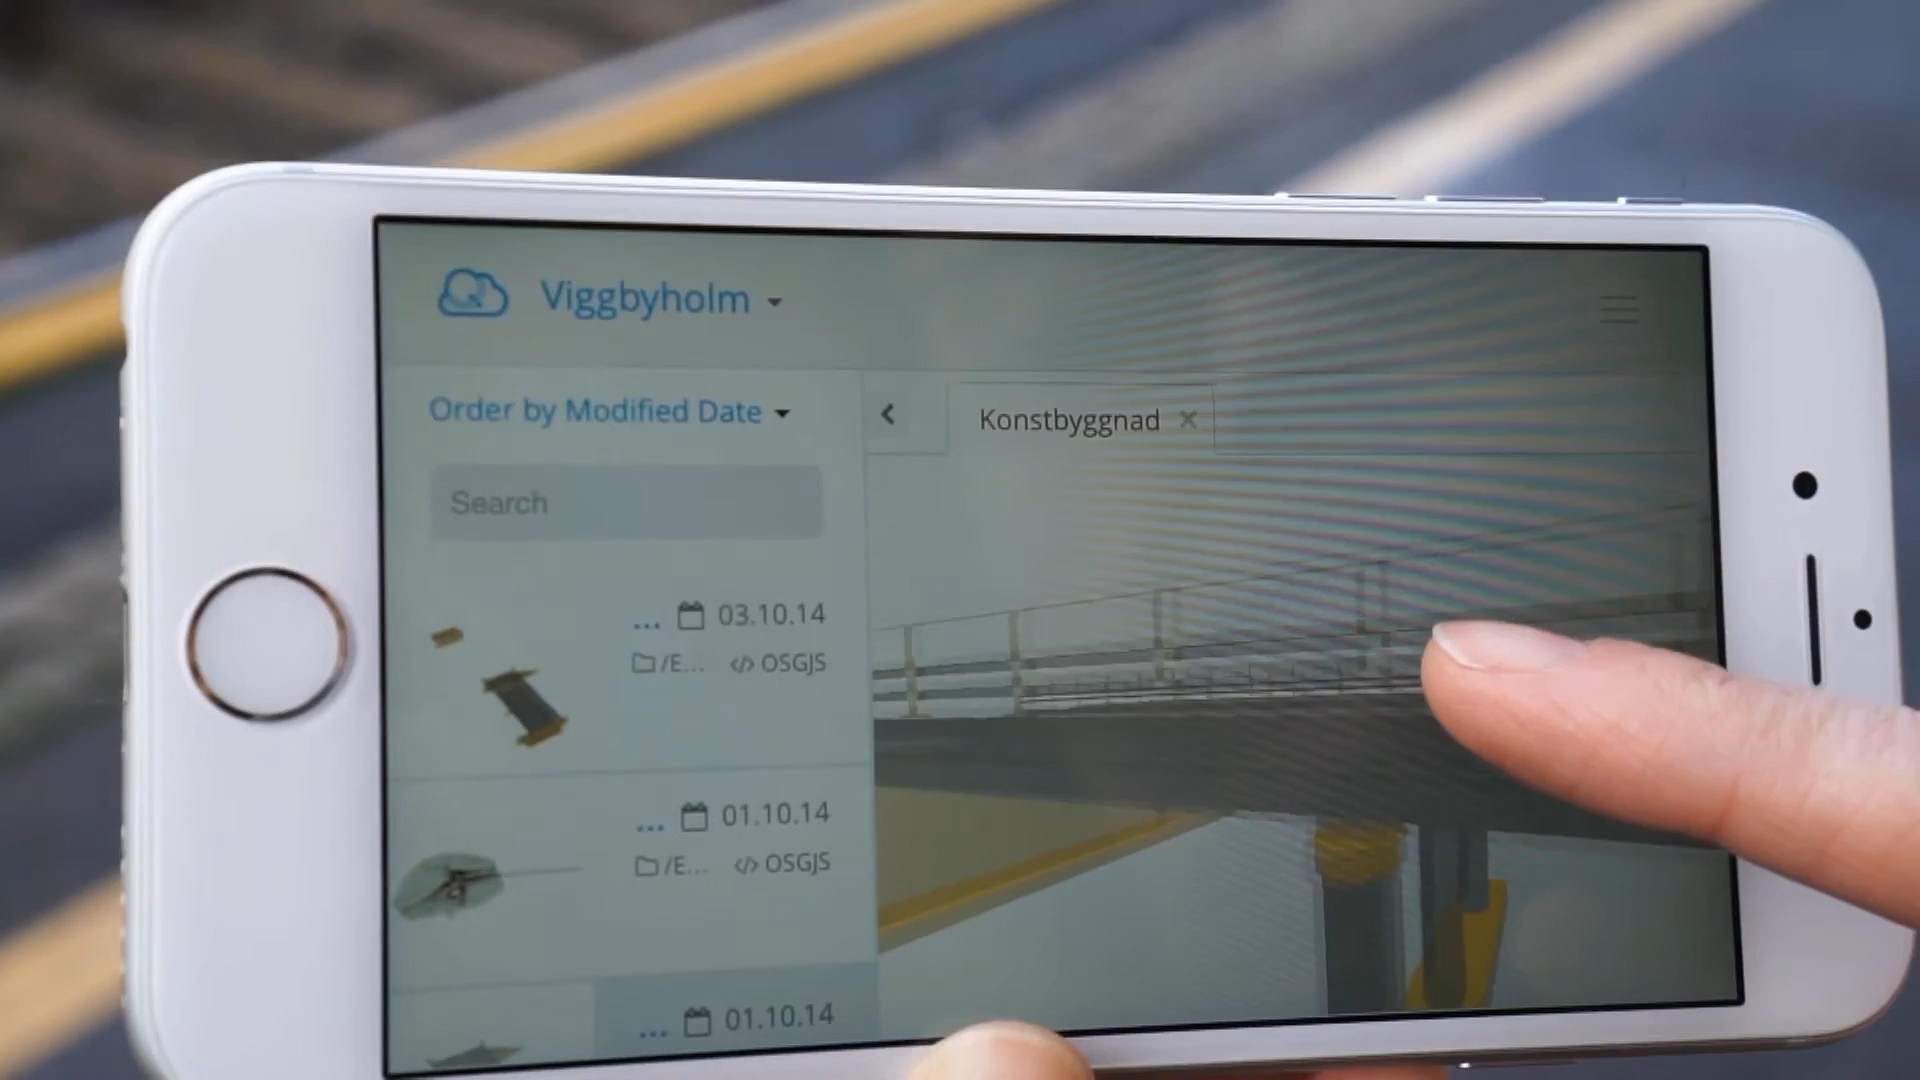 Viggbyholm
Order by Modified Date
Konstbyggnad
Search
... 03.10.14
/E... </> OSGJS
... 01.10.14
/E... </> OSGJS
... 01.10.14